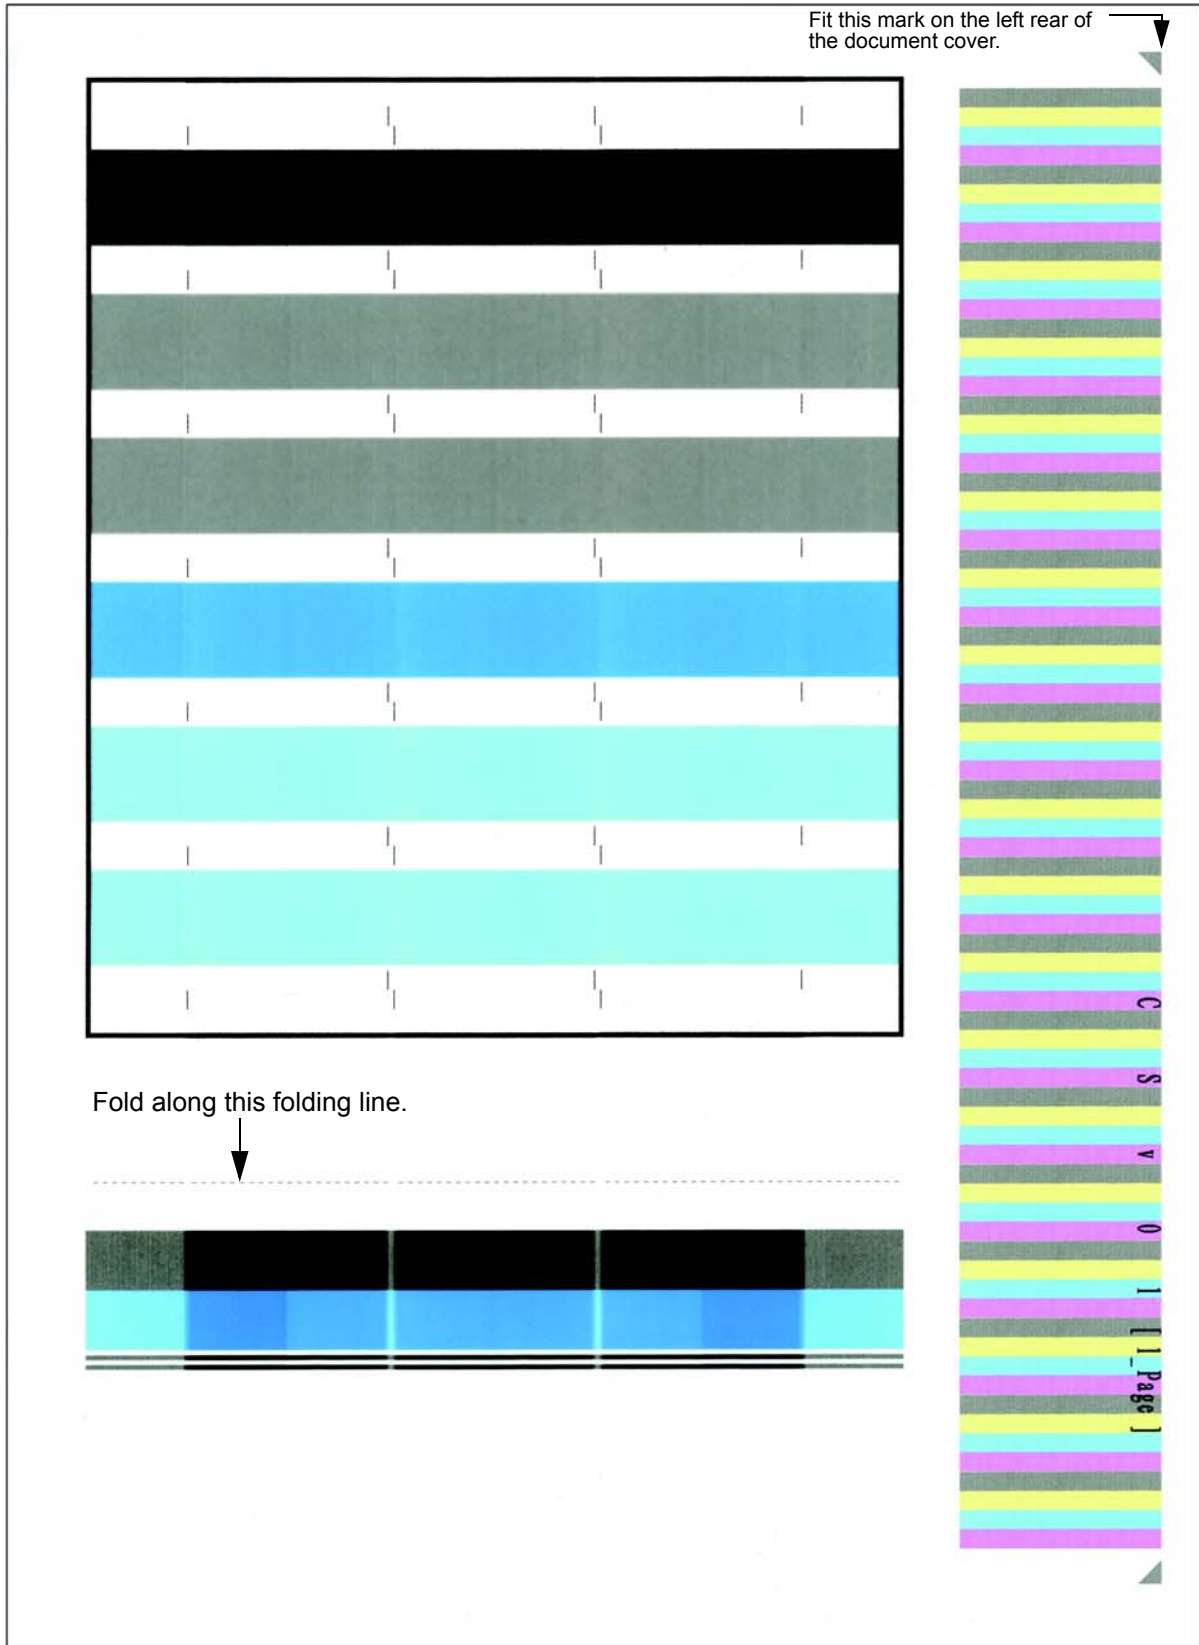 Fit this mark on the left rear of
the document cover.
Fold along this folding line.
C S v 0 1 [ 1_Page ]